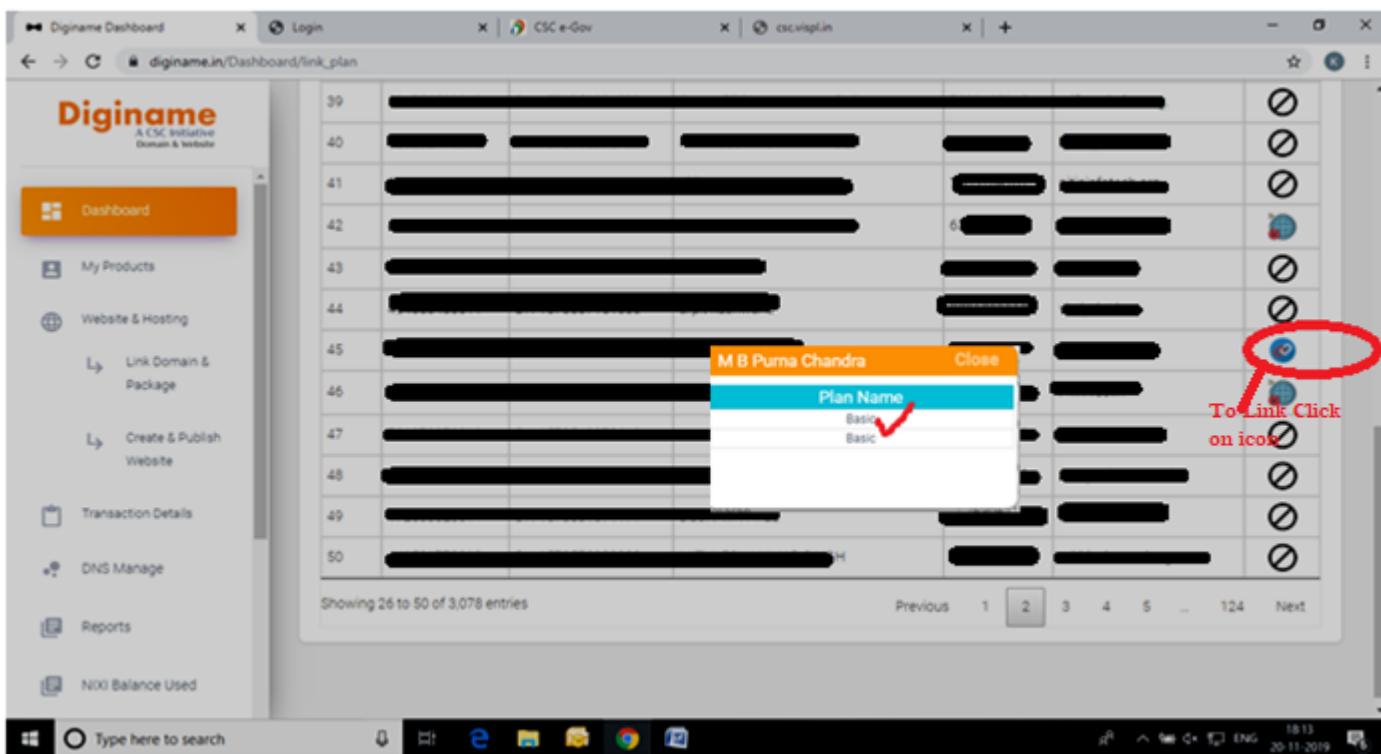 Diginame Dashboard
Login
CSC e-Gov
csc.vispl.in
diginame.in/Dashboard/link_plan
K
Diginame
A CSC Initiative
Domain & Website
Dashboard
My Products
Website & Hosting
Link Domain &
Package
Create & Publish
Website
Transaction Details
DNS Manage
Reports
NIXI Balance Used
39
40
41
42
43
44
45
46
47
48
49
50
M B Purna Chandra Close
Plan Name
Basic
Basic
To Link Click
on icon
Showing 26 to 50 of 3,078 entries
Previous 1 2 3 4 5 … 124 Next
Type here to search
ENG
18:13
20-11-2019